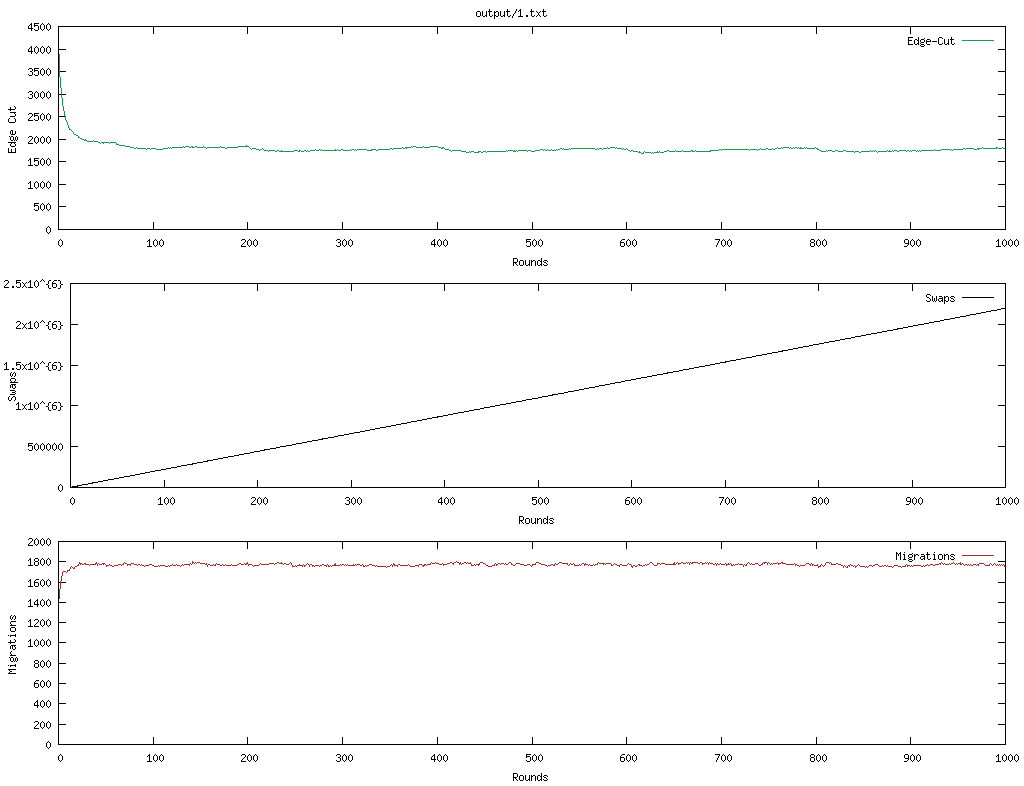 output/1.txt
4500
4000
3500
3000
2500
2000
1500
1000
500
0
Edge Cut
Edge-Cut
0 100 200 300 400 500 600 700 800 900 1000
Rounds
2.5x10^{6}
2x10^{6}
1.5x10^{6}
1x10^{6}
500000
0
Swaps
Swaps
0 100 200 300 400 500 600 700 800 900 1000
Rounds
2000
1800
1600
1400
1200
1000
800
600
400
200
0
Migrations
Migrations
0 100 200 300 400 500 600 700 800 900 1000
Rounds